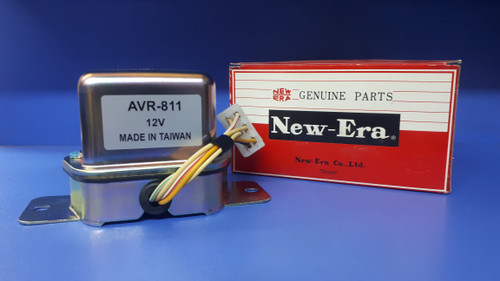 AVR-811
12V
MADE IN TAIWAN
NEW
ERA
GENUINE PARTS
New-Era®
New-Era Co.,Ltd.